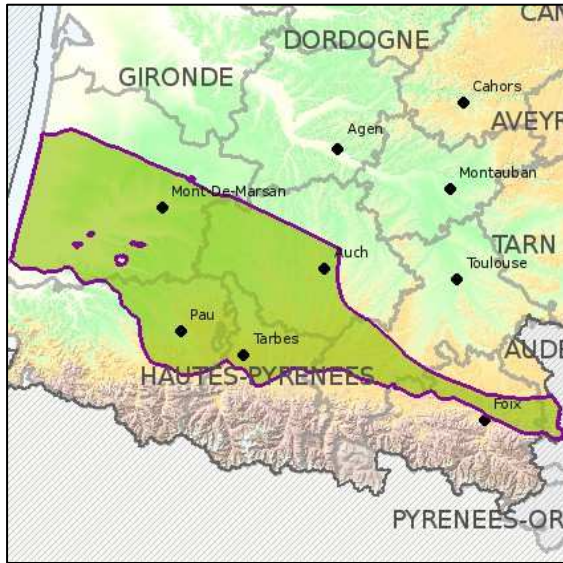 CAN
DORDOGNE
GIRONDE
Cahors
AVEYR
Agen
Montauban
Mont-De-Marsan
TARN
Auch
Toulouse
Pau
Tarbes
AUDE
HAUTES-PYRENEES
Foix
PYRENEES-OR